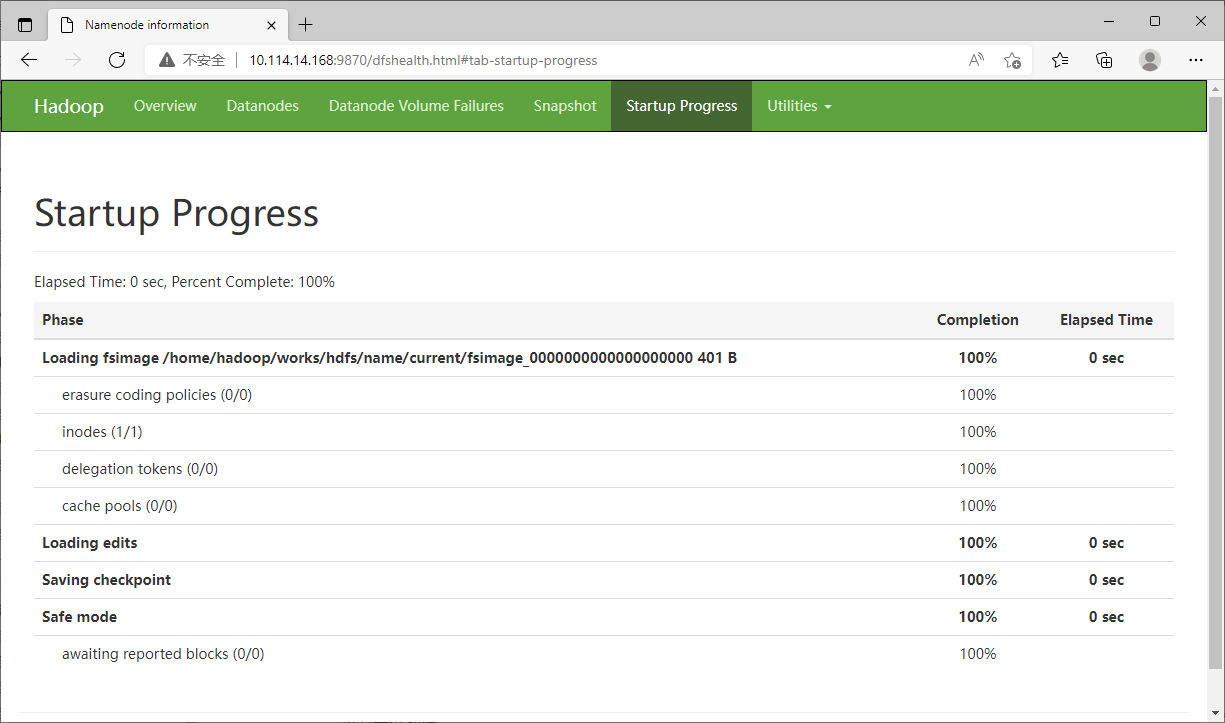 Namenode information
不安全 10.114.14.168:9870/dfshealth.html#tab-startup-progress
Hadoop Overview Datanodes Datanode Volume Failures Snapshot Startup Progress Utilities
Startup Progress
Elapsed Time: 0 sec, Percent Complete: 100%
Phase Completion Elapsed Time
Loading fsimage /home/hadoop/works/hdfs/name/current/fsimage_0000000000000000000 401 B 100% 0 sec
erasure coding policies (0/0) 100%
inodes (1/1) 100%
delegation tokens (0/0) 100%
cache pools (0/0) 100%
Loading edits 100% 0 sec
Saving checkpoint 100% 0 sec
Safe mode 100% 0 sec
awaiting reported blocks (0/0) 100%